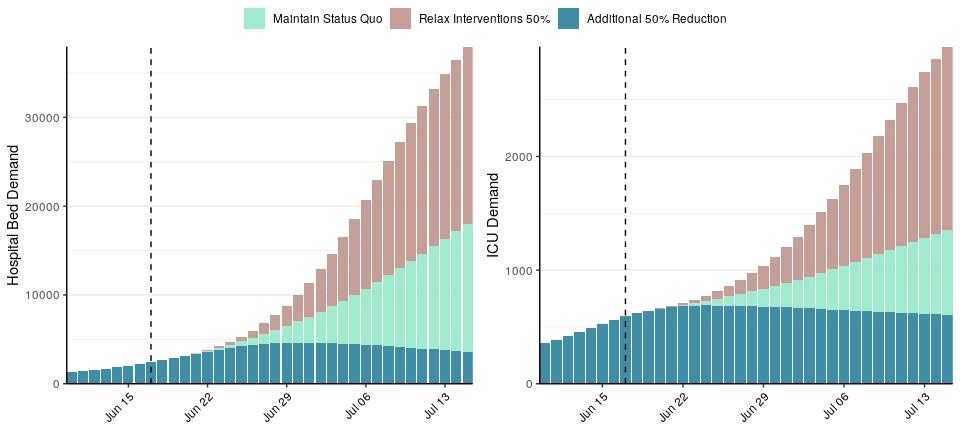 Maintain Status Quo Relax Interventions 50% Additional 50% Reduction
Hospital Bed Demand
30000
20000
10000
0
Jun 15 Jun 22 Jun 29 Jul 06 Jul 13
ICU Demand
2000
1000
0
Jun 15 Jun 22 Jun 29 Jul 06 Jul 13